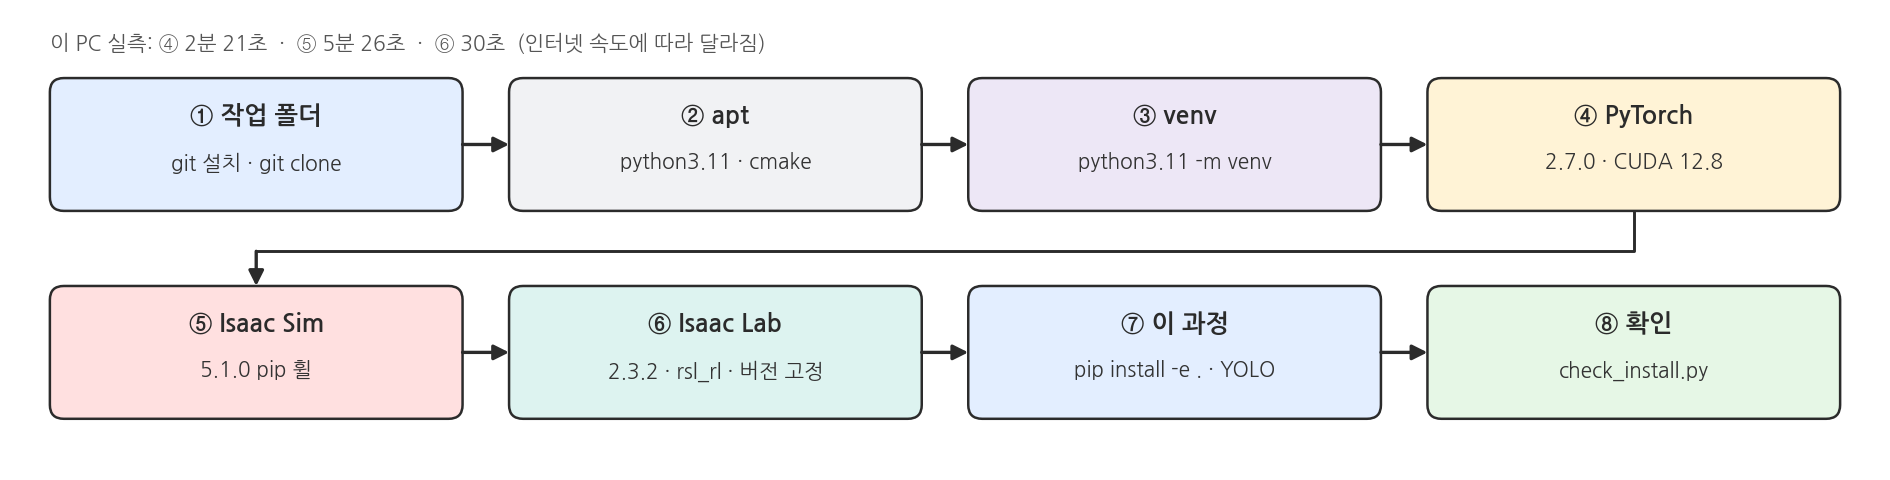 이 PC 실측: ④ 2분 21초 · ⑤ 5분 26초 · ⑥ 30초 (인터넷 속도에 따라 달라짐)
① 작업 폴더
git 설치 · git clone
② apt
python3.11 · cmake
③ venv
python3.11 -m venv
④ PyTorch
2.7.0 · CUDA 12.8
⑤ Isaac Sim
5.1.0 pip 휠
⑥ Isaac Lab
2.3.2 · rsl_rl · 버전 고정
⑦ 이 과정
pip install -e . · YOLO
⑧ 확인
check_install.py